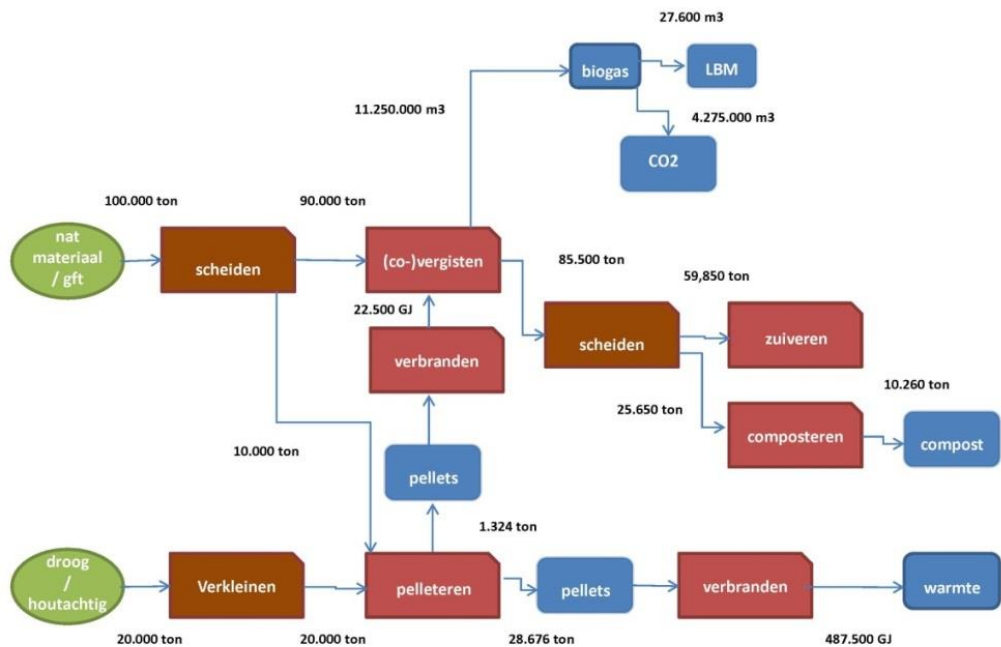 27.600 m3
biogas
LBM
11.250.000 m3
4.275.000 m3
CO2
100.000 ton
90.000 ton
nat
materiaal
/ gft
scheiden
(co-)vergisten
85.500 ton
59,850 ton
22.500 GJ
verbranden
scheiden
zuiveren
10.260 ton
25.650 ton
composteren
compost
10.000 ton
pellets
1.324 ton
droog
/
houtachtig
Verkleinen
pelleteren
pellets
verbranden
warmte
20.000 ton
20.000 ton
28.676 ton
487.500 GJ